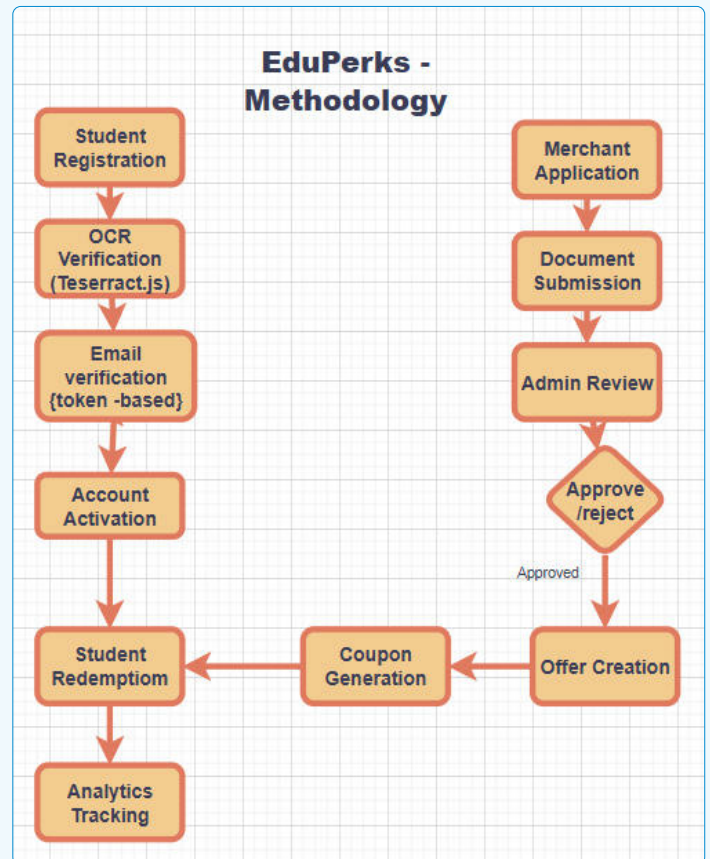 EduPerks -
Methodology
Student
Registration
OCR
Verification
(Teserract.js)
Email
verification
{token -based}
Account
Activation
Student
Redemptiom
Analytics
Tracking
Merchant
Application
Document
Submission
Admin Review
Approve
/reject
Approved
Offer Creation
Coupon
Generation